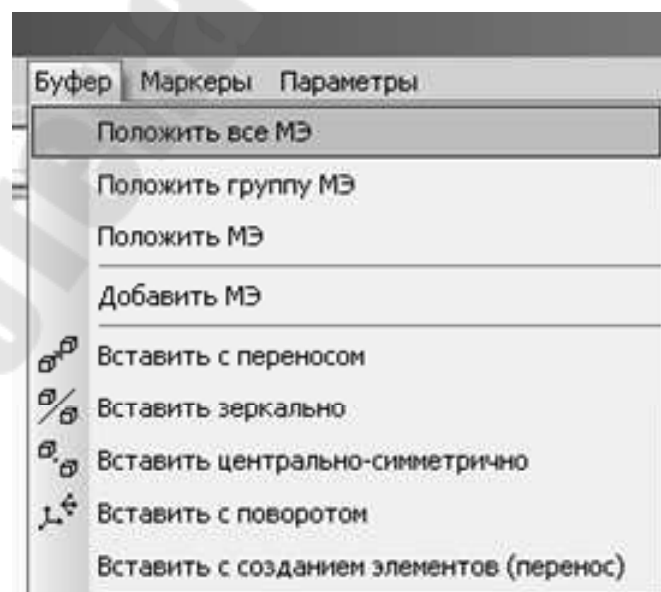 Буфер Маркеры Параметры
Положить все МЭ
Положить группу МЭ
Положить МЭ
Добавить МЭ
Вставить с переносом
Вставить зеркально
Вставить центрально-симметрично
Вставить с поворотом
Вставить с созданием элементов (перенос)